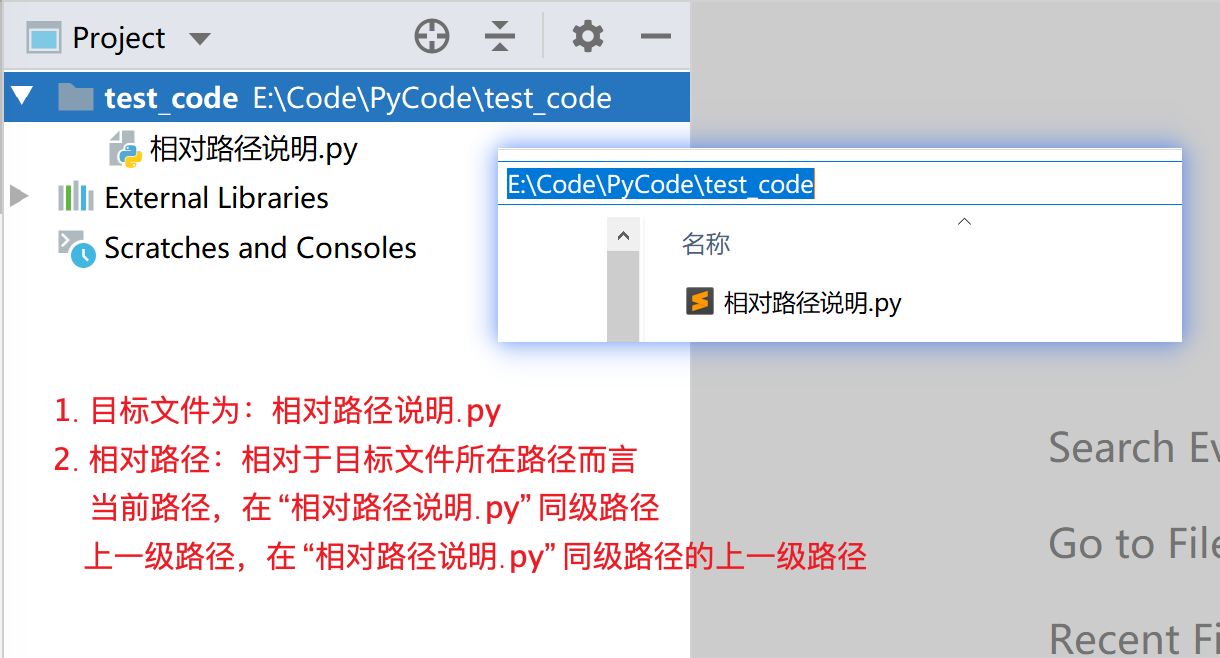 Project
test_code E:\Code\PyCode\test_code
相对路径说明.py
External Libraries
Scratches and Consoles
E:\Code\PyCode\test_code
名称
相对路径说明.py
1. 目标文件为：相对路径说明.py
2. 相对路径：相对于目标文件所在路径而言
当前路径，在“相对路径说明.py”同级路径
上一级路径，在“相对路径说明.py”同级路径的上一级路径
Search Ev
Go to File
Recent Fi